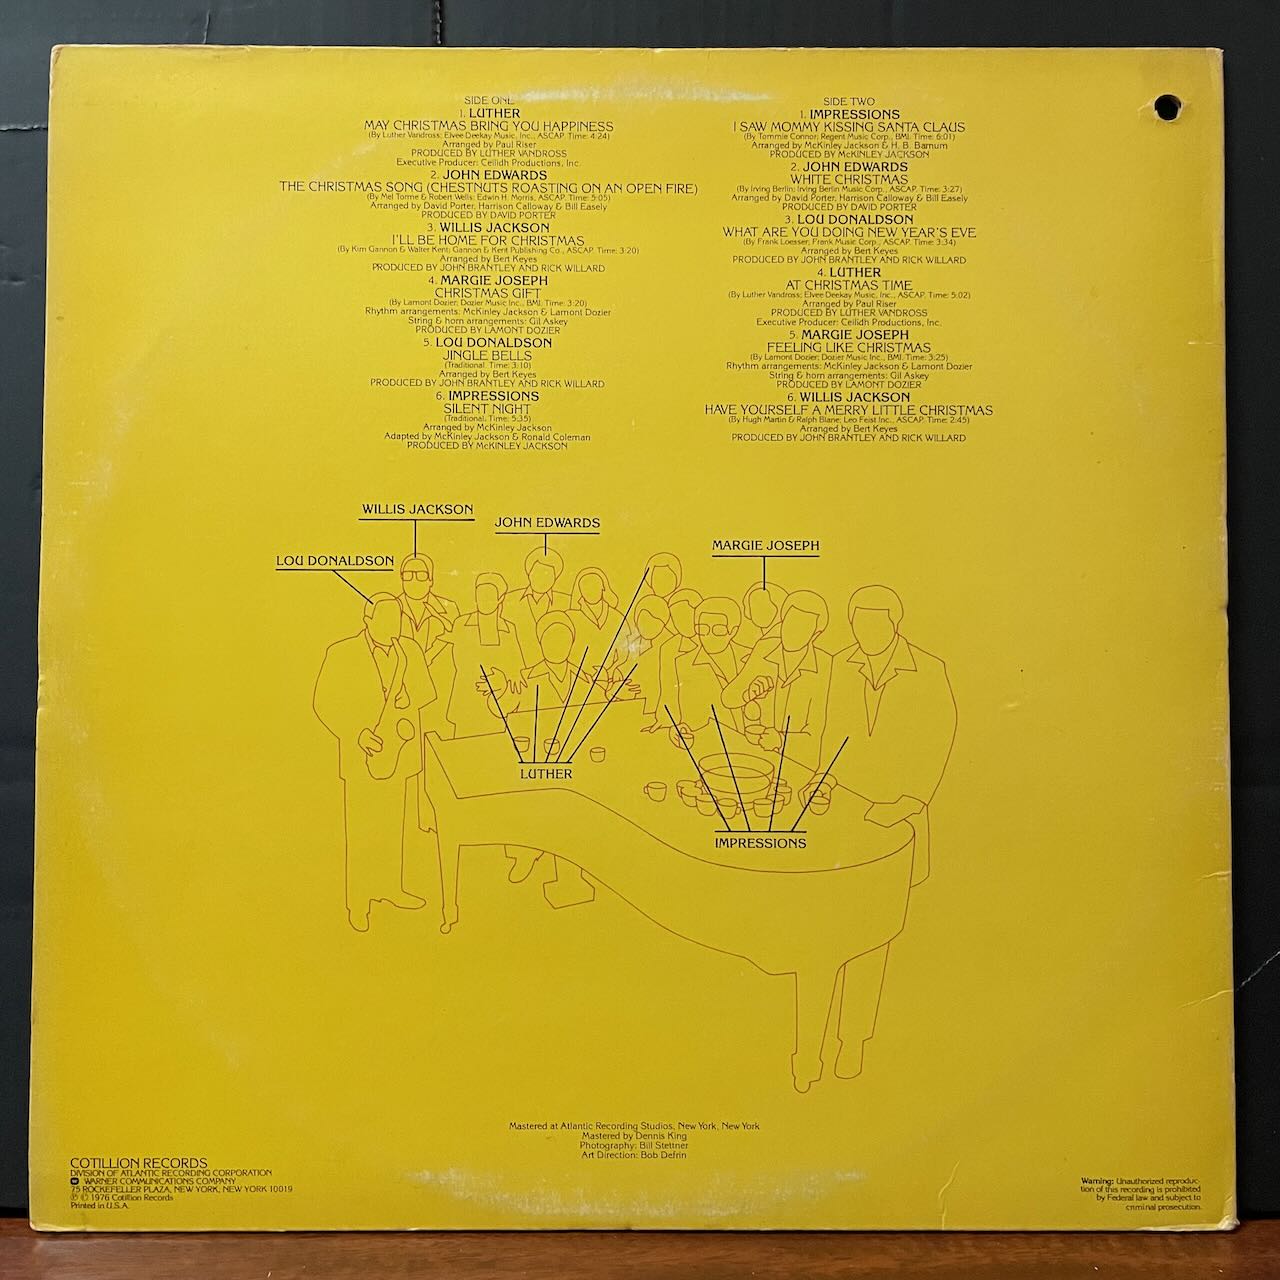 SIDE ONE
1. LUTHER
MAY CHRISTMAS BRING YOU HAPPINESS
(By Luther Vandross; Elvee Deekay Music, Inc., ASCAP. Time: 4:24)
Arranged by Paul Riser
PRODUCED BY LUTHER VANDROSS
Executive Producer: Ceilidh Productions, Inc.
2. JOHN EDWARDS
THE CHRISTMAS SONG (CHESTNUTS ROASTING ON AN OPEN FIRE)
(By Mel Torme & Robert Wells; Edwin H. Morris, ASCAP. Time: 5:05)
Arranged by David Porter, Harrison Calloway & Bill Easely
PRODUCED BY DAVID PORTER
3. WILLIS JACKSON
I'LL BE HOME FOR CHRISTMAS
(By Kim Gannon & Walter Kent; Gannon & Kent Publishing Co., ASCAP. Time: 3:20)
Arranged by Bert Keyes
PRODUCED BY JOHN BRANTLEY AND RICK WILLARD
4. MARGIE JOSEPH
CHRISTMAS GIFT
(By Lamont Dozier; Dozier Music Inc., BMI. Time: 3:20)
Rhythm arrangements: McKinley Jackson & Lamont Dozier
String & horn arrangements: Gil Askey
PRODUCED BY LAMONT DOZIER
5. LOU DONALDSON
JINGLE BELLS
(Traditional. Time: 3:10)
Arranged by Bert Keyes
PRODUCED BY JOHN BRANTLEY AND RICK WILLARD
6. IMPRESSIONS
SILENT NIGHT
(Traditional. Time: 5:35)
Arranged by McKinley Jackson
Adapted by McKinley Jackson & Ronald Coleman
PRODUCED BY McKINLEY JACKSON
SIDE TWO
1. IMPRESSIONS
I SAW MOMMY KISSING SANTA CLAUS
(By Tommie Connor; Regent Music Corp., BMI. Time: 6:01)
Arranged by McKinley Jackson & H. B. Barnum
PRODUCED BY McKINLEY JACKSON
2. JOHN EDWARDS
WHITE CHRISTMAS
(By Irving Berlin; Irving Berlin Music Corp., ASCAP. Time: 3:27)
Arranged by David Porter, Harrison Calloway & Bill Easely
PRODUCED BY DAVID PORTER
3. LOU DONALDSON
WHAT ARE YOU DOING NEW YEAR'S EVE
(By Frank Loesser; Frank Music Corp., ASCAP. Time: 3:34)
Arranged by Bert Keyes
PRODUCED BY JOHN BRANTLEY AND RICK WILLARD
4. LUTHER
AT CHRISTMAS TIME
(By Luther Vandross; Elvee Deekay Music, Inc., ASCAP. Time: 5:02)
Arranged by Paul Riser
PRODUCED BY LUTHER VANDROSS
Executive Producer: Ceilidh Productions, Inc.
5. MARGIE JOSEPH
FEELING LIKE CHRISTMAS
(By Lamont Dozier; Dozier Music Inc., BMI. Time: 3:25)
Rhythm arrangements: McKinley Jackson & Lamont Dozier
String & horn arrangements: Gil Askey
PRODUCED BY LAMONT DOZIER
6. WILLIS JACKSON
HAVE YOURSELF A MERRY LITTLE CHRISTMAS
(By Hugh Martin & Ralph Blane; Leo Feist Inc., ASCAP. Time: 2:45)
Arranged by Bert Keyes
PRODUCED BY JOHN BRANTLEY AND RICK WILLARD
WILLIS JACKSON
JOHN EDWARDS
MARGIE JOSEPH
LOU DONALDSON
LUTHER
IMPRESSIONS
Mastered at Atlantic Recording Studios, New York, New York
Mastered by Dennis King
Photography: Bill Stettner
Art Direction: Bob Defrin
COTILLION RECORDS
DIVISION OF ATLANTIC RECORDING CORPORATION
WARNER COMMUNICATIONS COMPANY
75 ROCKEFELLER PLAZA, NEW YORK, NEW YORK 10019
℗ © 1976 Cotillion Records
Printed in U.S.A.
Warning: Unauthorized reproduc-
tion of this recording is prohibited
by Federal law and subject to
criminal prosecution.